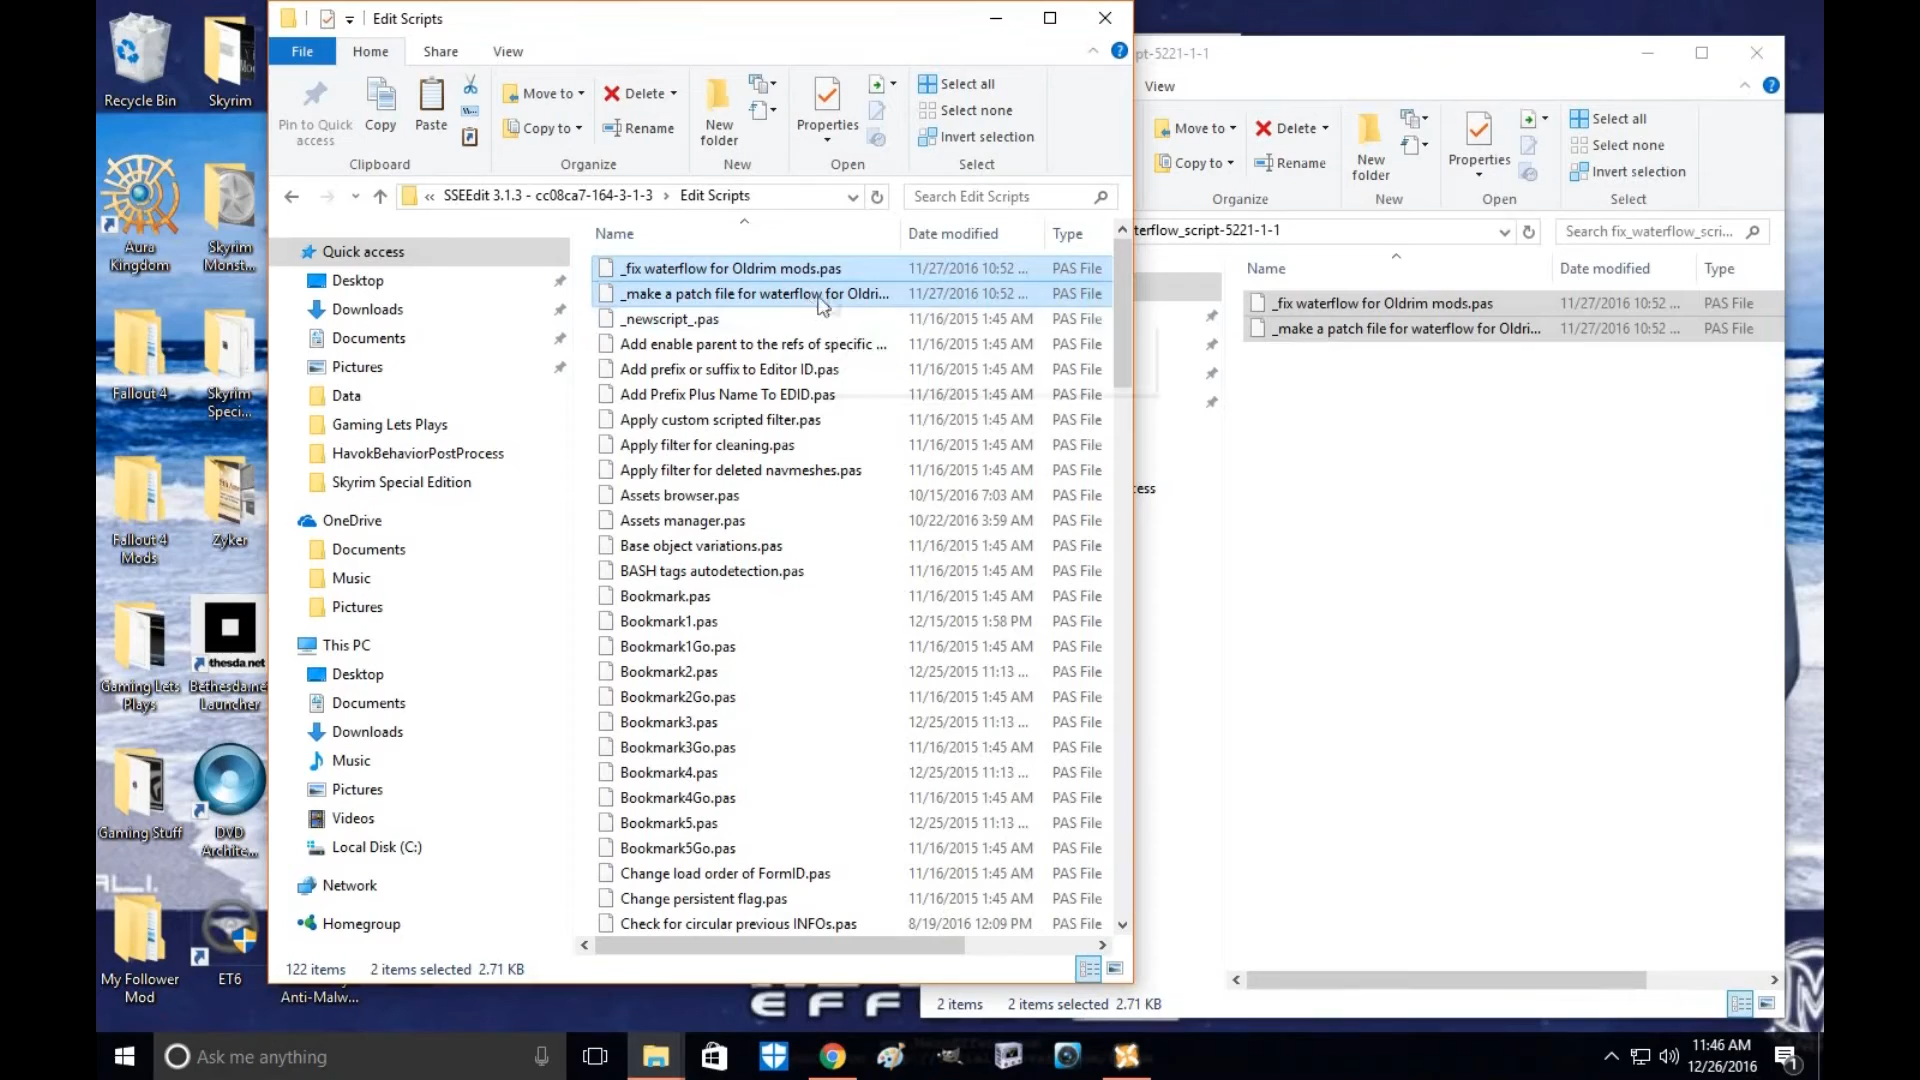 Edit Scripts
File
Home
Share
View
Pin to Quick
access
Copy
Paste
Clipboard
Move to
Copy to
Delete
Rename
Organize
New
folder
New
Properties
Open
Select all
Select none
Invert selection
Select
« SSEEdit 3.1.3 - cc08ca7-164-3-1-3 > Edit Scripts
Search Edit Scripts
Quick access
Desktop
Downloads
Documents
Pictures
Data
Gaming Lets Plays
HavokBehaviorPostProcess
Skyrim Special Edition
OneDrive
Documents
Music
Pictures
This PC
Desktop
Documents
Downloads
Music
Pictures
Videos
Local Disk (C:)
Network
Homegroup
Name Date modified Type
_fix waterflow for Oldrim mods.pas 11/27/2016 10:52 ... PAS File
_make a patch file for waterflow for Oldri... 11/27/2016 10:52 ... PAS File
_newscript_.pas 11/16/2015 1:45 AM PAS File
Add enable parent to the refs of specific ... 11/16/2015 1:45 AM PAS File
Add prefix or suffix to Editor ID.pas 11/16/2015 1:45 AM PAS File
Add Prefix Plus Name To EDID.pas 11/16/2015 1:45 AM PAS File
Apply custom scripted filter.pas 11/16/2015 1:45 AM PAS File
Apply filter for cleaning.pas 11/16/2015 1:45 AM PAS File
Apply filter for deleted navmeshes.pas 11/16/2015 1:45 AM PAS File
Assets browser.pas 10/15/2016 7:03 AM PAS File
Assets manager.pas 10/22/2016 3:59 AM PAS File
Base object variations.pas 11/16/2015 1:45 AM PAS File
BASH tags autodetection.pas 11/16/2015 1:45 AM PAS File
Bookmark.pas 11/16/2015 1:45 AM PAS File
Bookmark1.pas 12/15/2015 1:58 PM PAS File
Bookmark1Go.pas 11/16/2015 1:45 AM PAS File
Bookmark2.pas 12/25/2015 11:13 ... PAS File
Bookmark2Go.pas 11/16/2015 1:45 AM PAS File
Bookmark3.pas 12/25/2015 11:13 ... PAS File
Bookmark3Go.pas 11/16/2015 1:45 AM PAS File
Bookmark4.pas 12/25/2015 11:13 ... PAS File
Bookmark4Go.pas 11/16/2015 1:45 AM PAS File
Bookmark5.pas 12/25/2015 11:13 ... PAS File
Bookmark5Go.pas 11/16/2015 1:45 AM PAS File
Change load order of FormID.pas 11/16/2015 1:45 AM PAS File
Change persistent flag.pas 11/16/2015 1:45 AM PAS File
Check for circular previous INFOs.pas 8/19/2016 12:09 PM PAS File
122 items 2 items selected 2.71 KB
pt-5221-1-1
View
Move to
Copy to
Delete
Rename
Organize
New
folder
New
Properties
Open
Select all
Select none
Invert selection
Select
terflow_script-5221-1-1
Search fix_waterflow_scri...
Name Date modified Type
_fix waterflow for Oldrim mods.pas 11/27/2016 10:52 ... PAS File
_make a patch file for waterflow for Oldri... 11/27/2016 10:52 ... PAS File
cess
2 items 2 items selected 2.71 KB
Recycle Bin
Skyrim
Aura
Kingdom
Skyrim
Monst...
Fallout 4
Skyrim
Speci...
Fallout 4
Mods
Zyker
Gaming Lets
Plays
thesda.net
Bethesda.ne
Launcher
Gaming Stuff
DVD
Archite...
My Follower
Mod
ET6
Anti-Malw...
EFF
Ask me anything
11:46 AM
12/26/2016
1